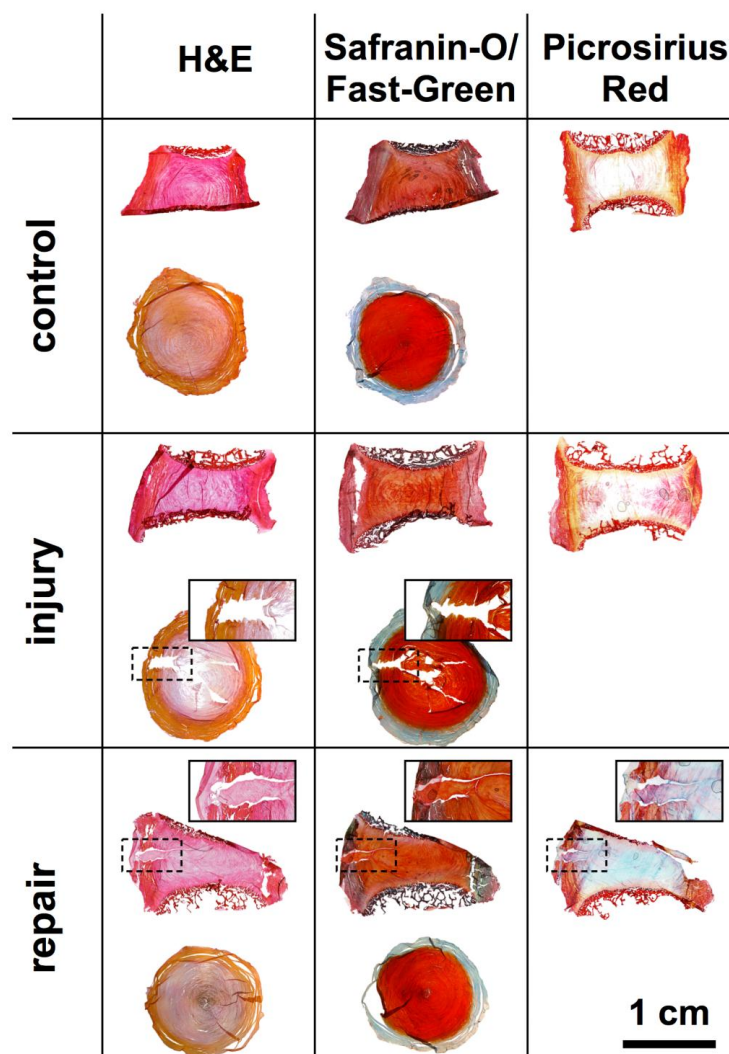 H&E
Safranin-O/
Fast-Green
Picrosirius
Red
control
injury
repair
1 cm